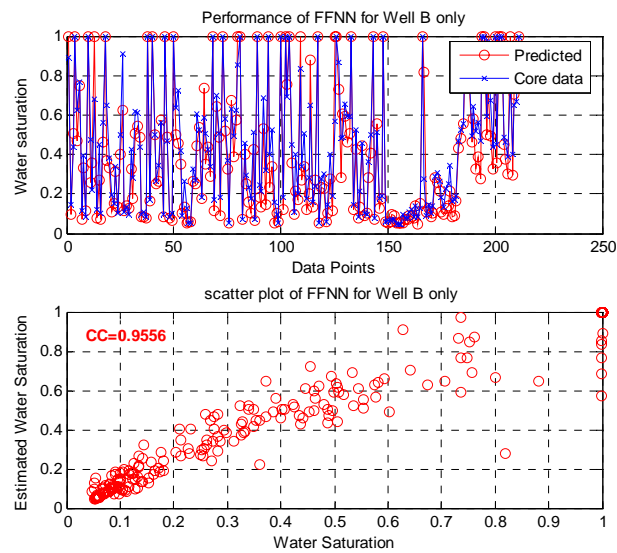 Performance of FFNN for Well B only
1
0.8
0.6
0.4
0.2
0
Water saturation
Predicted
Core data
0 50 100 150 200 250
Data Points
scatter plot of FFNN for Well B only
CC=0.9556
1
0.8
0.6
0.4
0.2
0
Estimated Water Saturation
0 0.1 0.2 0.3 0.4 0.5 0.6 0.7 0.8 0.9 1
Water Saturation